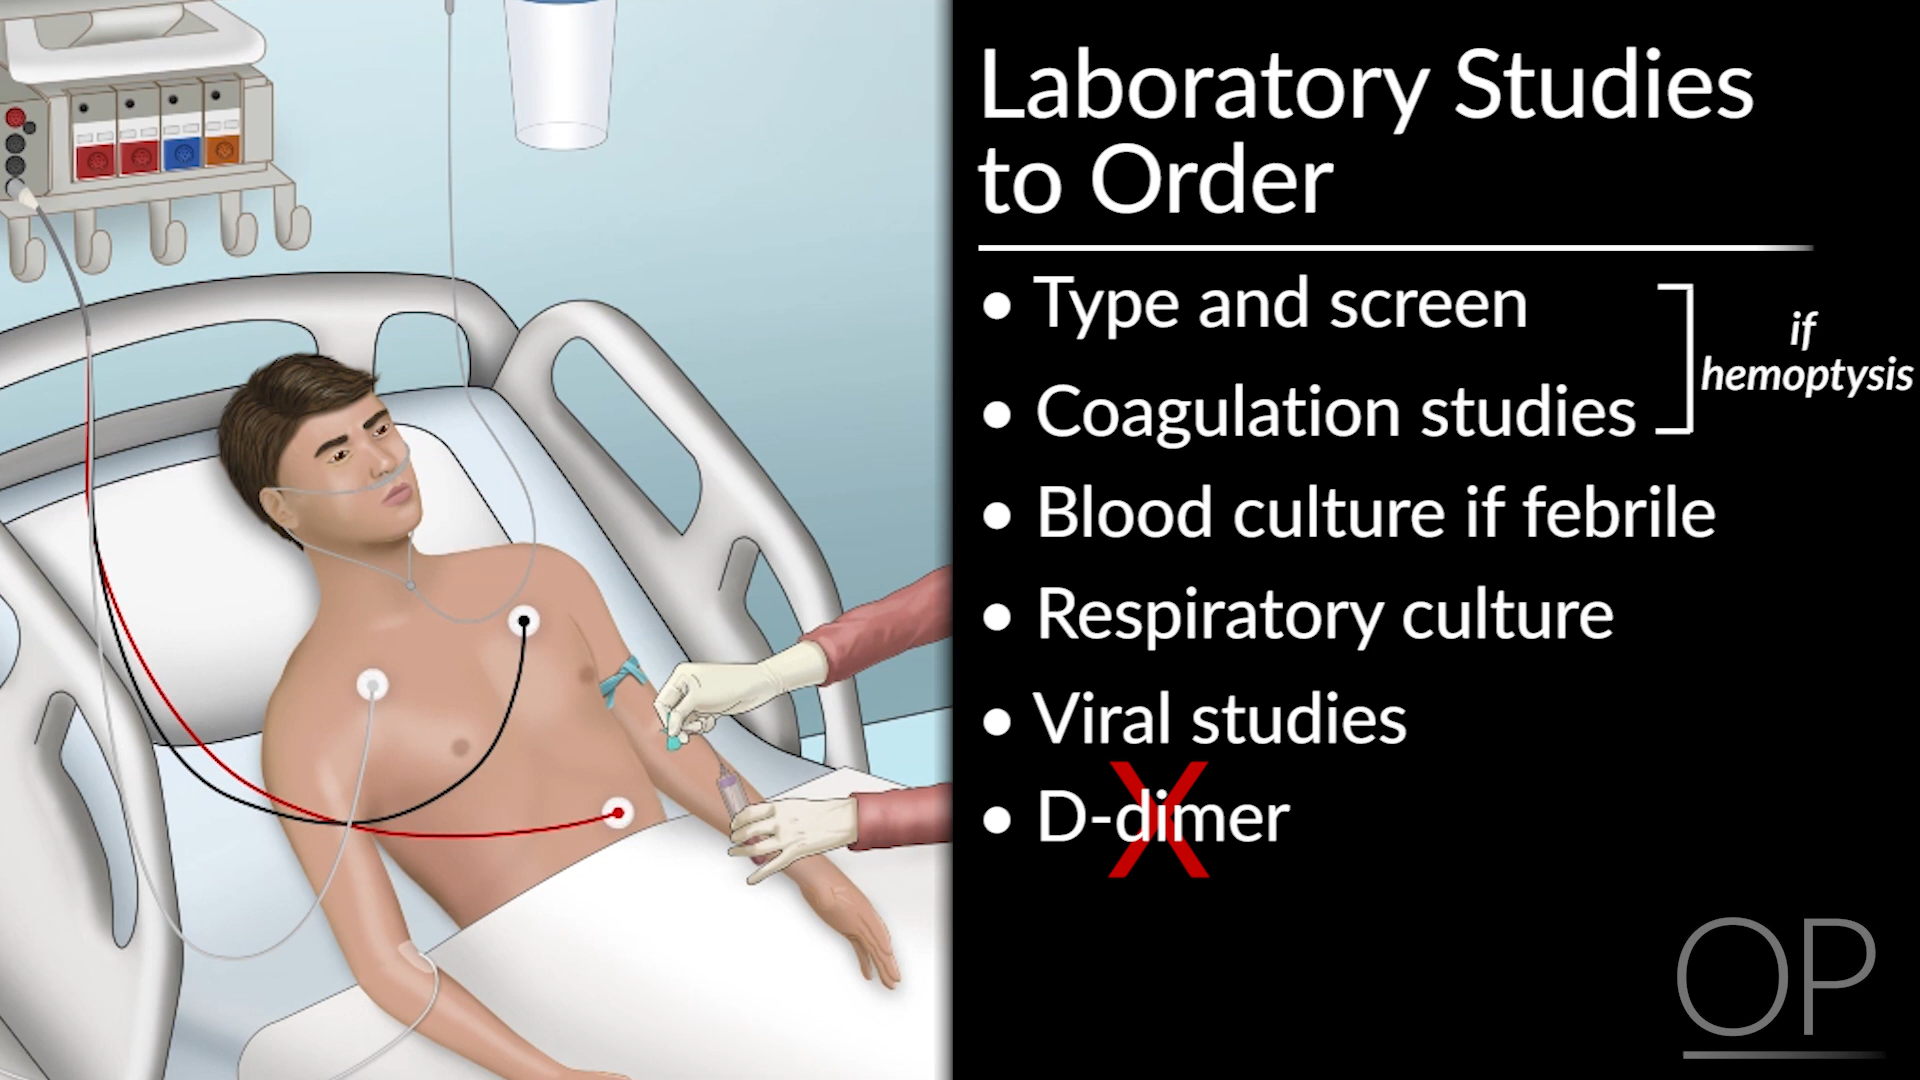 Laboratory Studies
to Order
• Type and screen
• Coagulation studies
if
hemoptysis
• Blood culture if febrile
• Respiratory culture
• Viral studies
• D-dimer
X
OP